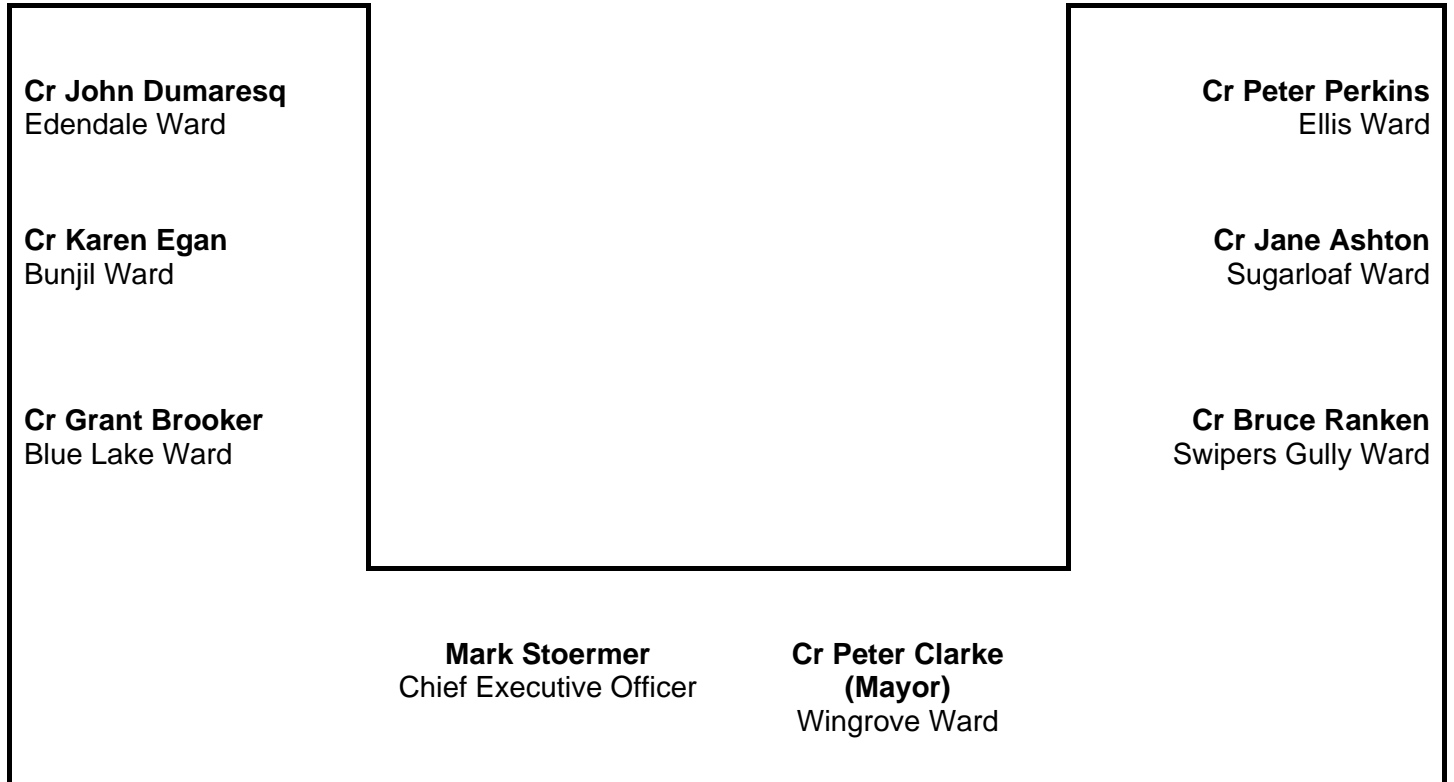 Cr John Dumaresq
Edendale Ward
Cr Karen Egan
Bunjil Ward
Cr Grant Brooker
Blue Lake Ward
Cr Peter Perkins
Ellis Ward
Cr Jane Ashton
Sugarloaf Ward
Cr Bruce Ranken
Swipers Gully Ward
Mark Stoermer
Chief Executive Officer
Cr Peter Clarke
(Mayor)
Wingrove Ward